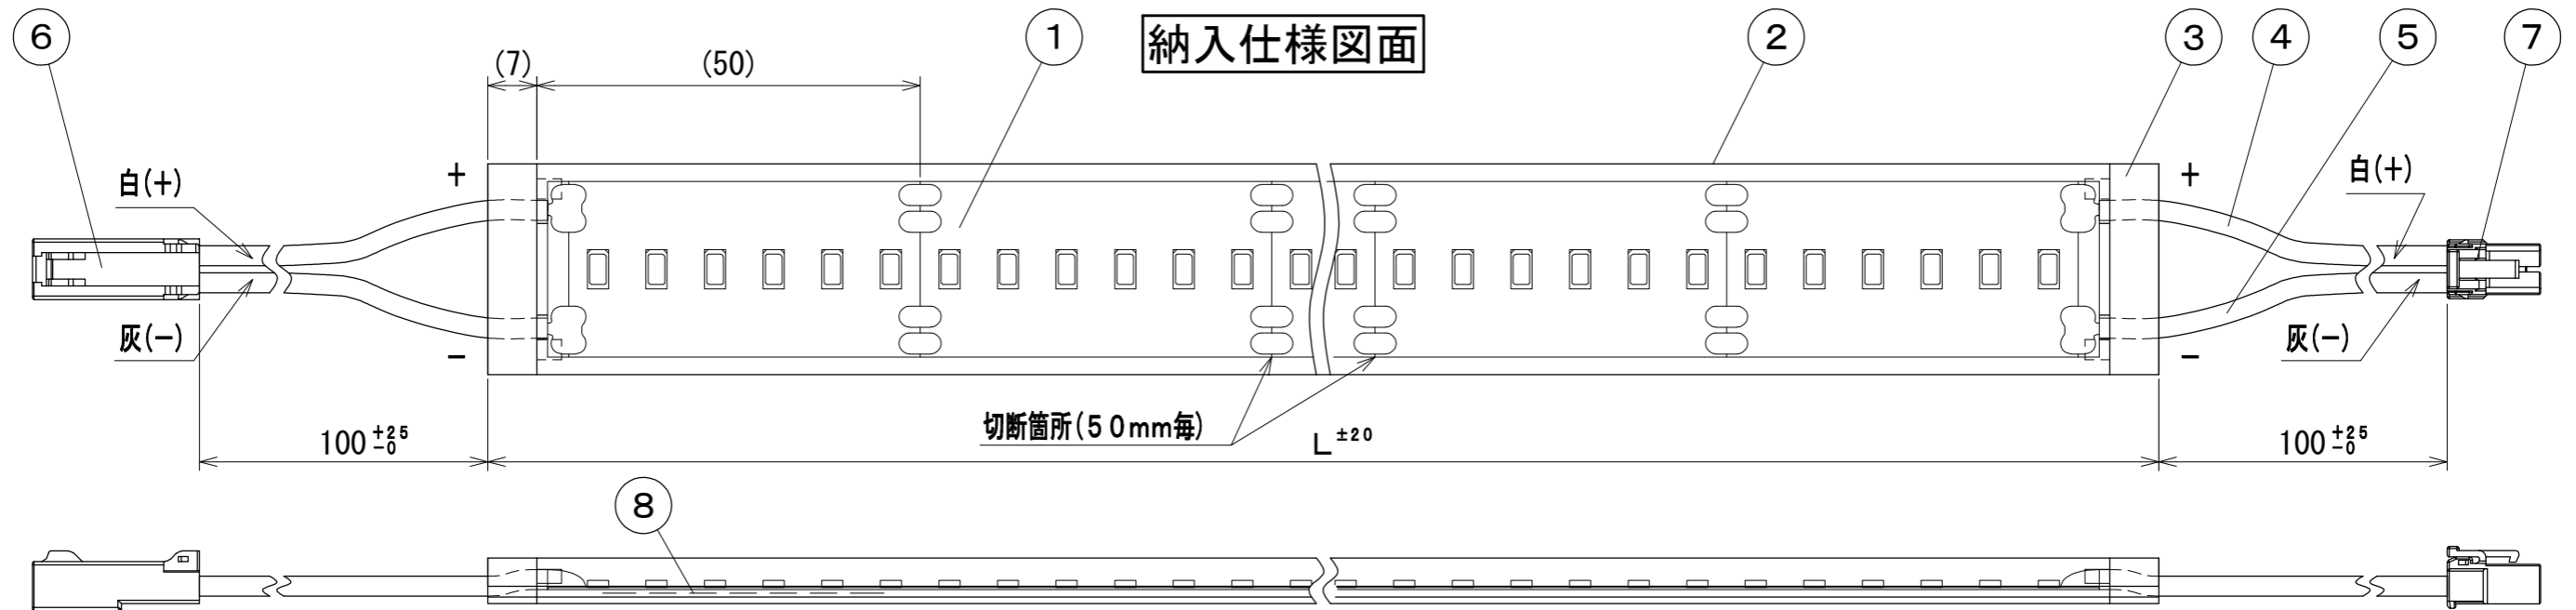 ⑥
①
納入仕様図面
②
③
④
⑤
⑦
(7)
(50)
白(+)
+
+
白(+)
灰(-)
-
-
灰(-)
切断箇所(50mm毎)
100 +25 -0
L ±20
100 +25 -0
⑧